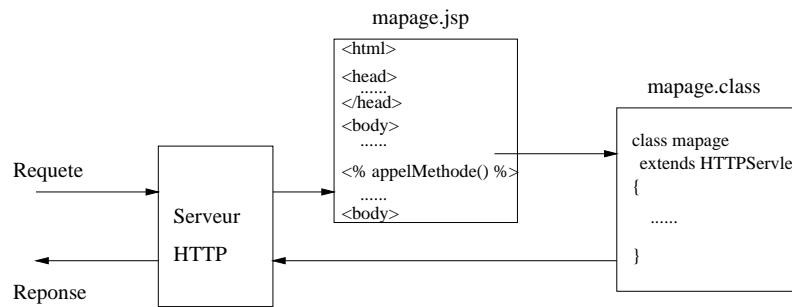 mapage.jsp
<html>
<head>
......
</head>
<body>
......
<% appelMethode() %>
......
<body>
mapage.class
class mapage
extends HTTPServle
{
......
}
Requete
Serveur
HTTP
Reponse